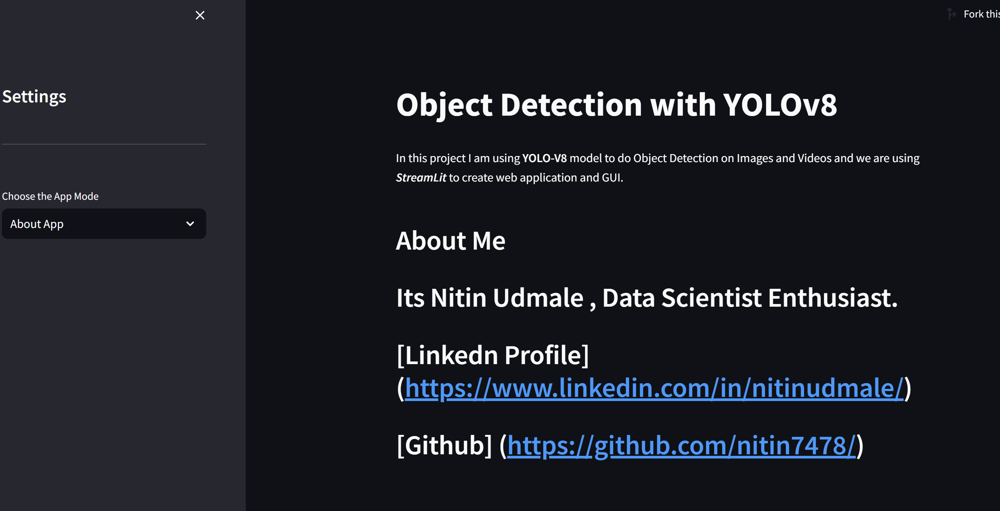 Fork this
Settings
Choose the App Mode
About App
Object Detection with YOLOv8
In this project I am using YOLO-V8 model to do Object Detection on Images and Videos and we are using
StreamLit to create web application and GUI.
About Me
Its Nitin Udmale , Data Scientist Enthusiast.
[Linkedn Profile]
(https://www.linkedin.com/in/nitinudmale/)
[Github] (https://github.com/nitin7478/)